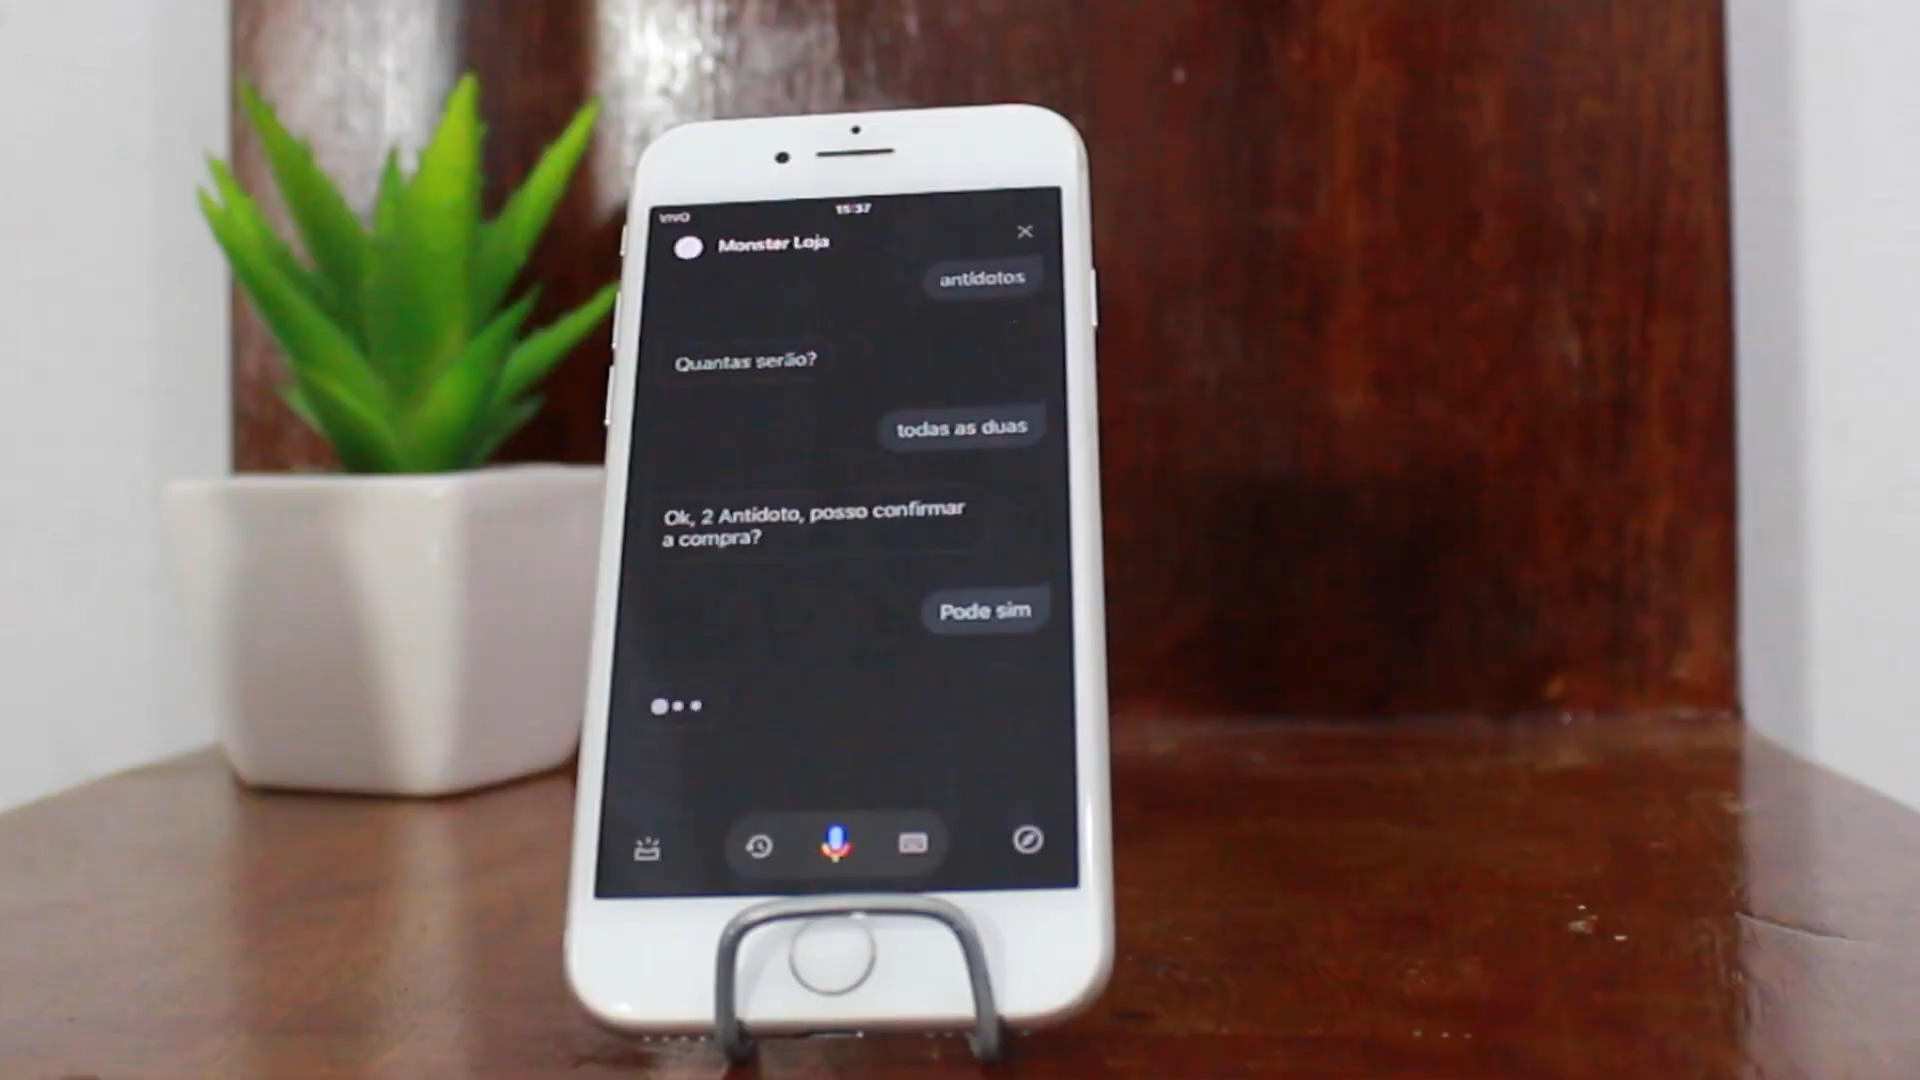 VIVO
15:37
Monster Loja
antídotos
Quantas serão?
todas as duas
Ok, 2 Antídoto, posso confirmar
a compra?
Pode sim